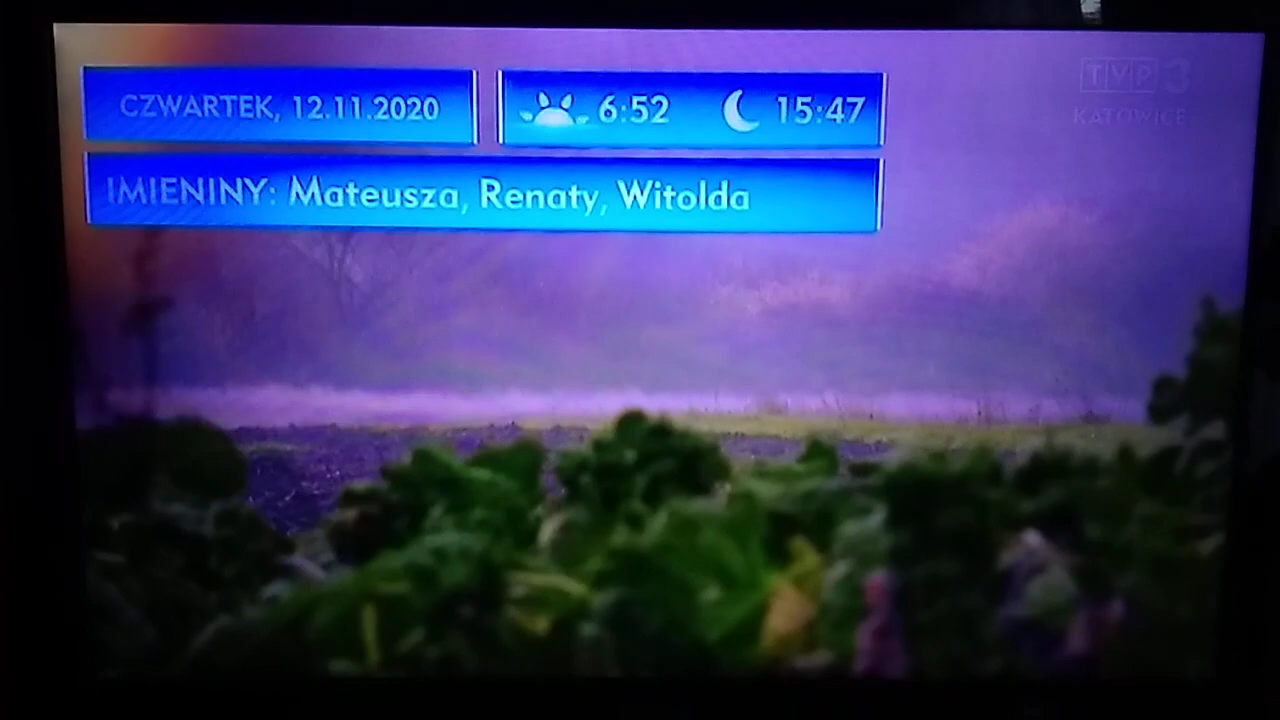 CZWARTEK, 12.11.2020
6:52 15:47
TVP3
KATOWICE
IMIENINY: Mateusza, Renaty, Witolda